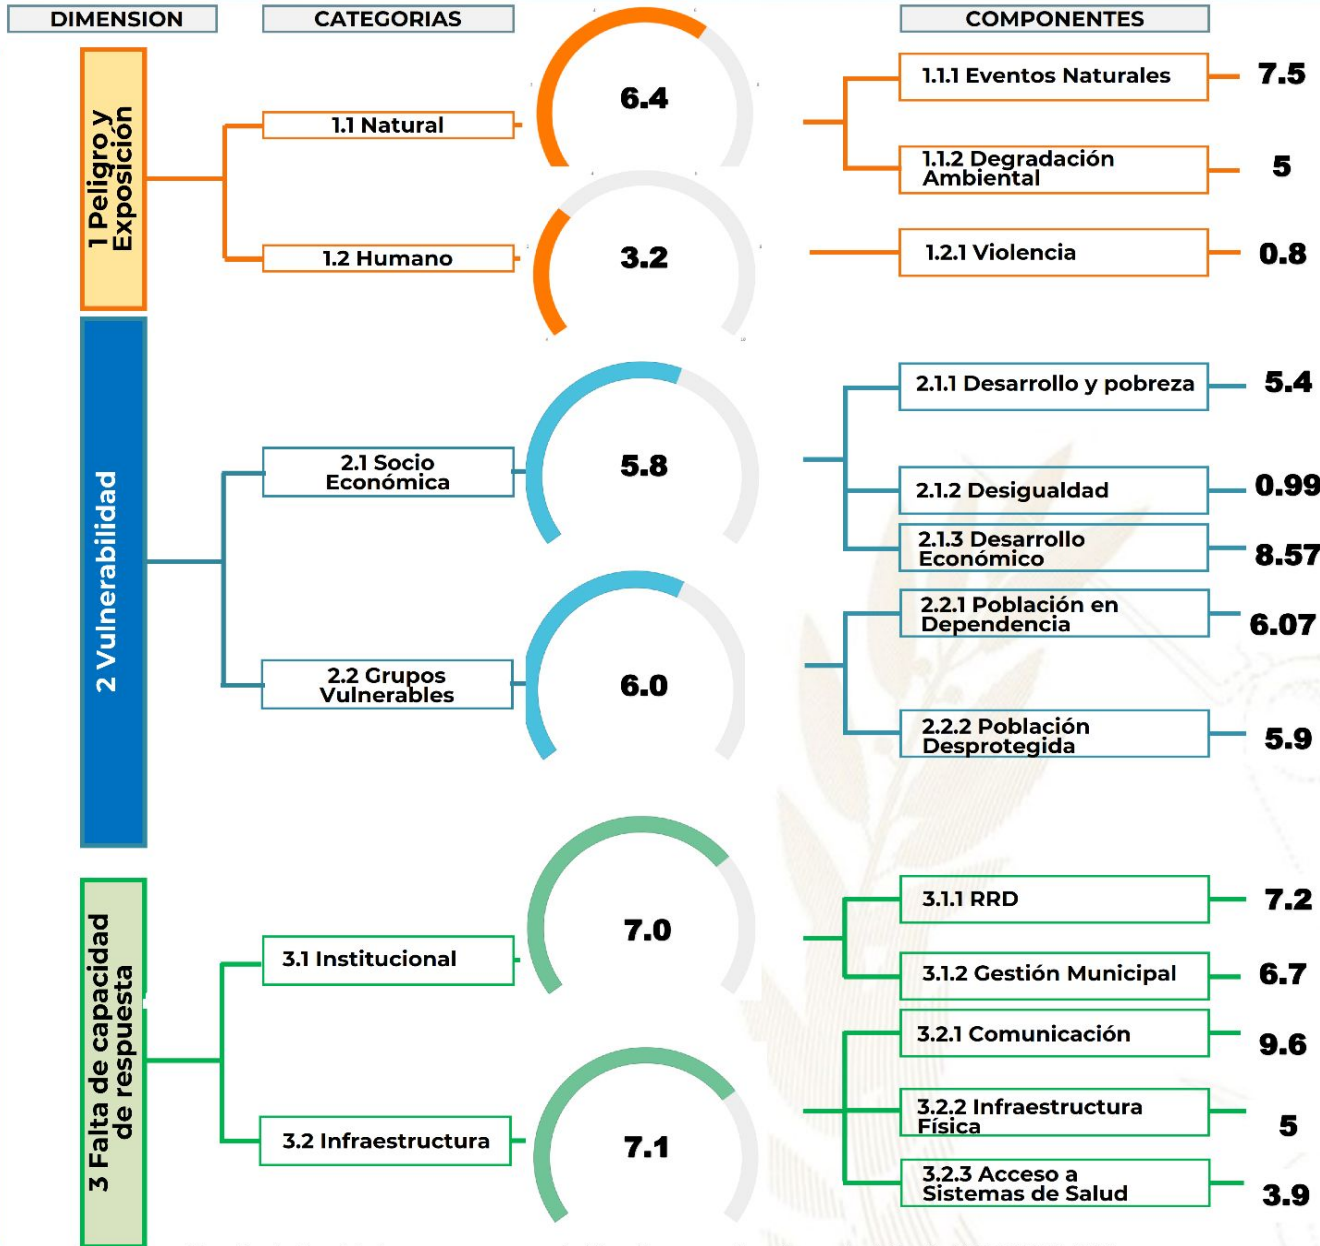 DIMENSION
CATEGORIAS
COMPONENTES
1 Peligro y
Exposición
1.1 Natural
6.4
1.1.1 Eventos Naturales
7.5
1.1.2 Degradación
Ambiental
5
1.2 Humano
3.2
1.2.1 Violencia
0.8
2 Vulnerabilidad
2.1 Socio
Económica
5.8
2.1.1 Desarrollo y pobreza
5.4
2.1.2 Desigualdad
0.99
2.1.3 Desarrollo
Económico
8.57
2.2 Grupos
Vulnerables
6.0
2.2.1 Población en
Dependencia
6.07
2.2.2 Población
Desprotegida
5.9
3 Falta de capacidad
de respuesta
3.1 Institucional
7.0
3.1.1 RRD
7.2
3.1.2 Gestión Municipal
6.7
3.2 Infraestructura
7.1
3.2.1 Comunicación
9.6
3.2.2 Infraestructura
Física
5
3.2.3 Acceso a
Sistemas de Salud
3.9